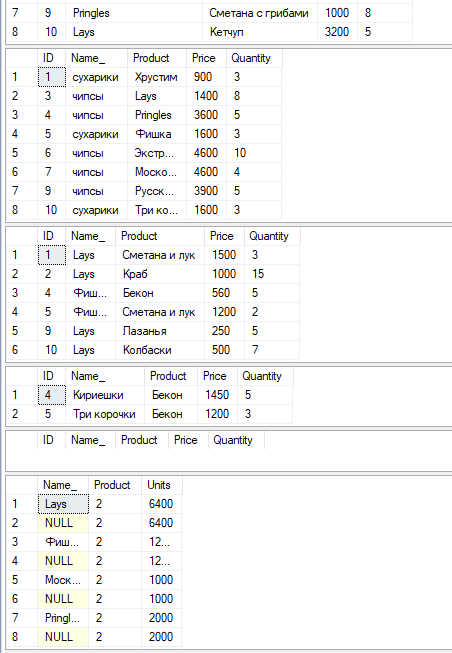 7 9 Pringles Сметана с грибами 1000 8
8 10 Lays Кетчуп 3200 5
ID Name_ Product Price Quantity
1 1 сухарики Хрустим 900 3
2 3 чипсы Lays 1400 8
3 4 чипсы Pringles 3600 5
4 5 сухарики Фишка 1600 3
5 6 чипсы Экстр... 4600 10
6 7 чипсы Моско... 4600 4
7 9 чипсы Русск... 3900 5
8 10 сухарики Три ко... 1600 3
ID Name_ Product Price Quantity
1 1 Lays Сметана и лук 1500 3
2 2 Lays Краб 1000 15
3 4 Фиш... Бекон 560 5
4 5 Фиш... Сметана и лук 1200 2
5 9 Lays Лазанья 250 5
6 10 Lays Колбаски 500 7
ID Name_ Product Price Quantity
1 4 Кириешки Бекон 1450 5
2 5 Три корочки Бекон 1200 3
ID Name_ Product Price Quantity
Name_ Product Units
1 Lays 2 6400
2 NULL 2 6400
3 Фиш... 2 12...
4 NULL 2 12...
5 Моск... 2 1000
6 NULL 2 1000
7 Pringl... 2 2000
8 NULL 2 2000